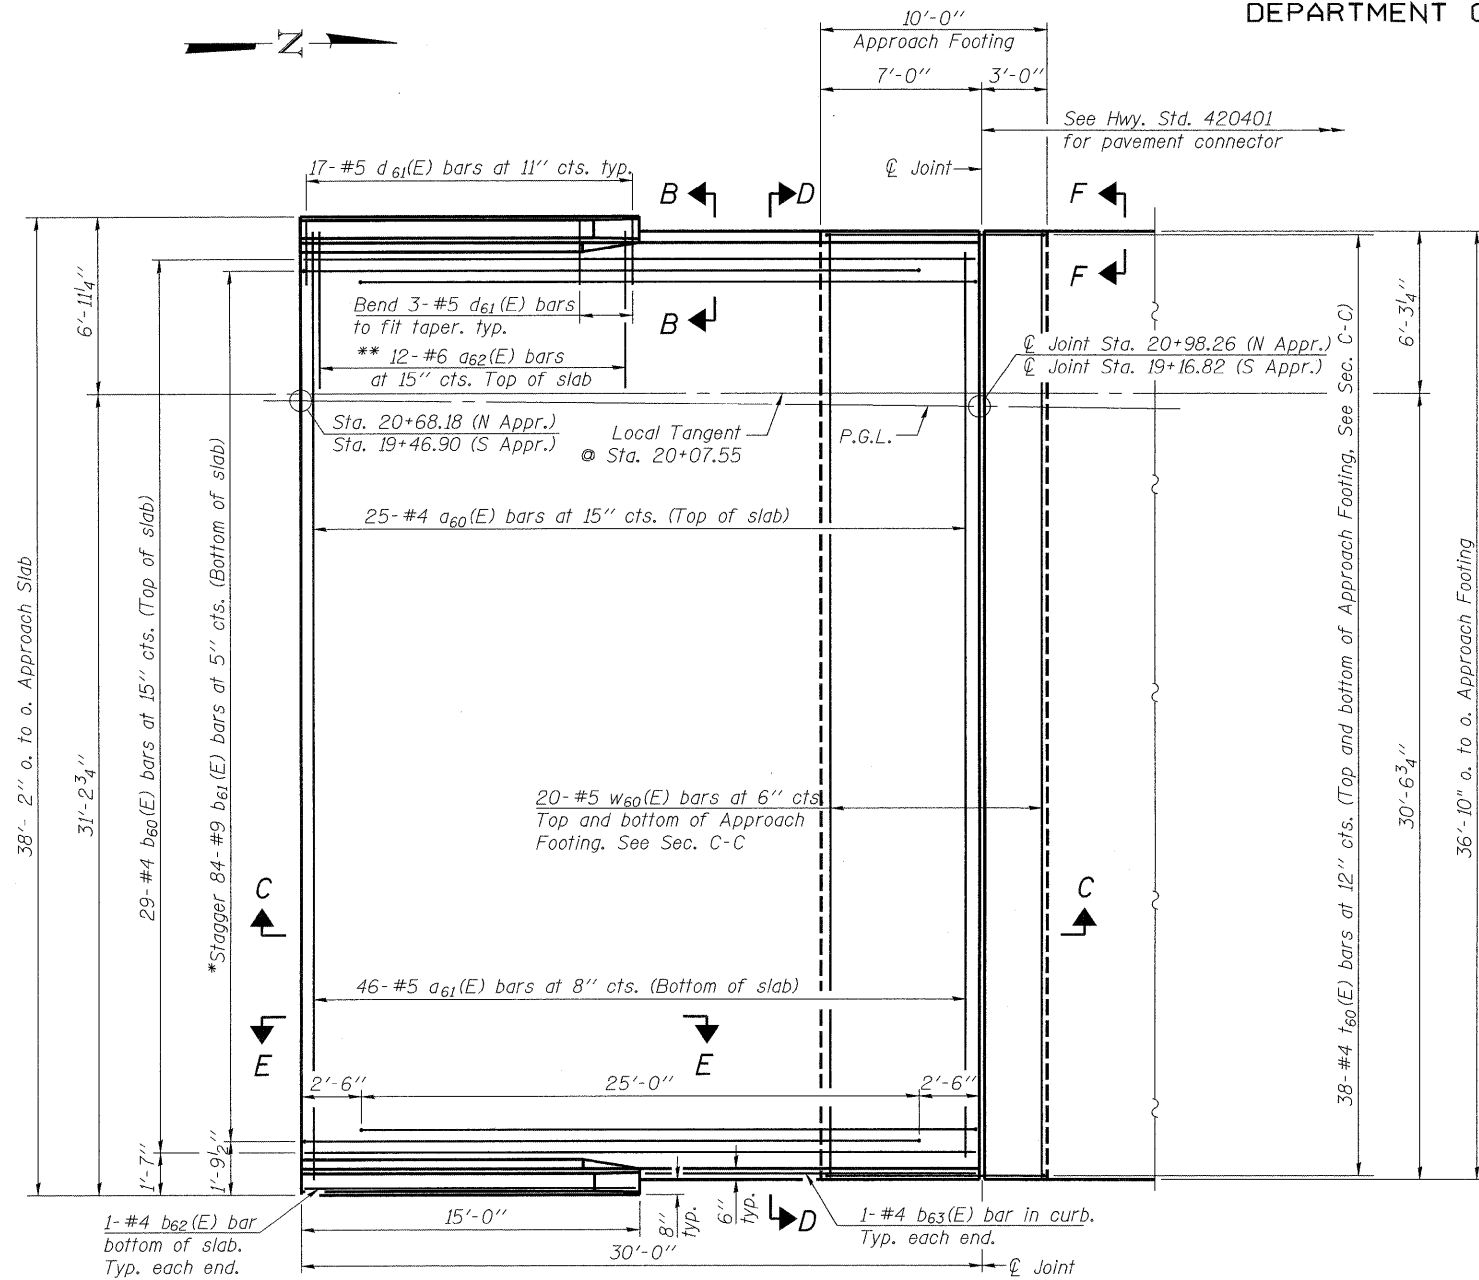 DEPARTMENT
N
10'-0"
Approach Footing
7'-0"
3'-0"
See Hwy. Std. 420401
for pavement connector
℄ Joint
17-#5 d61(E) bars at 11" cts. typ.
B
D
F
F
B
6'-11¼"
Bend 3-#5 d61(E) bars
to fit taper. typ.
** 12-#6 a62(E) bars
at 15" cts. Top of slab
6'-3¼"
℄ Joint Sta. 20+98.26 (N Appr.)
℄ Joint Sta. 19+16.82 (S Appr.)
Sta. 20+68.18 (N Appr.)
Sta. 19+46.90 (S Appr.)
Local Tangent
@ Sta. 20+07.55
P.G.L.
25-#4 a60(E) bars at 15" cts. (Top of slab)
38'-2" o. to o. Approach Slab
31'-2¾"
29-#4 b60(E) bars at 15" cts. (Top of slab)
*Stagger 84-#9 b61(E) bars at 5" cts. (Bottom of slab)
38-#4 t60(E) bars at 12" cts. (Top and bottom of Approach Footing, See Sec. C-C)
30'-6¾"
36'-10" o. to o. Approach Footing
20-#5 w60(E) bars at 6" cts
Top and bottom of Approach
Footing. See Sec. C-C
C
C
46-#5 a61(E) bars at 8" cts. (Bottom of slab)
E
E
2'-6"
25'-0"
2'-6"
1'-7"
1'-9½"
1-#4 b62(E) bar
bottom of slab.
Typ. each end.
15'-0"
8"
typ.
6"
typ.
D
1-#4 b63(E) bar in curb.
Typ. each end.
30'-0"
℄ Joint